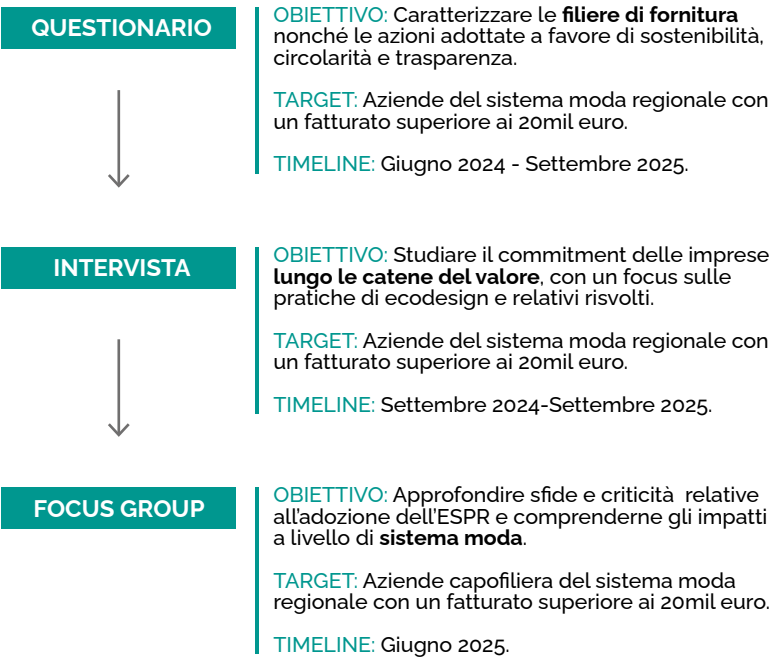 QUESTIONARIO
OBIETTIVO: Caratterizzare le filiere di fornitura
nonché le azioni adottate a favore di sostenibilità,
circolarità e trasparenza.
TARGET: Aziende del sistema moda regionale con
un fatturato superiore ai 20mil euro.
TIMELINE: Giugno 2024 - Settembre 2025.
INTERVISTA
OBIETTIVO: Studiare il commitment delle imprese
lungo le catene del valore, con un focus sulle
pratiche di ecodesign e relativi risvolti.
TARGET: Aziende del sistema moda regionale con
un fatturato superiore ai 20mil euro.
TIMELINE: Settembre 2024-Settembre 2025.
FOCUS GROUP
OBIETTIVO: Approfondire sfide e criticità  relative
all'adozione dell'ESPR e comprenderne gli impatti
a livello di sistema moda.
TARGET: Aziende capofiliera del sistema moda
regionale con un fatturato superiore ai 20mil euro.
TIMELINE: Giugno 2025.